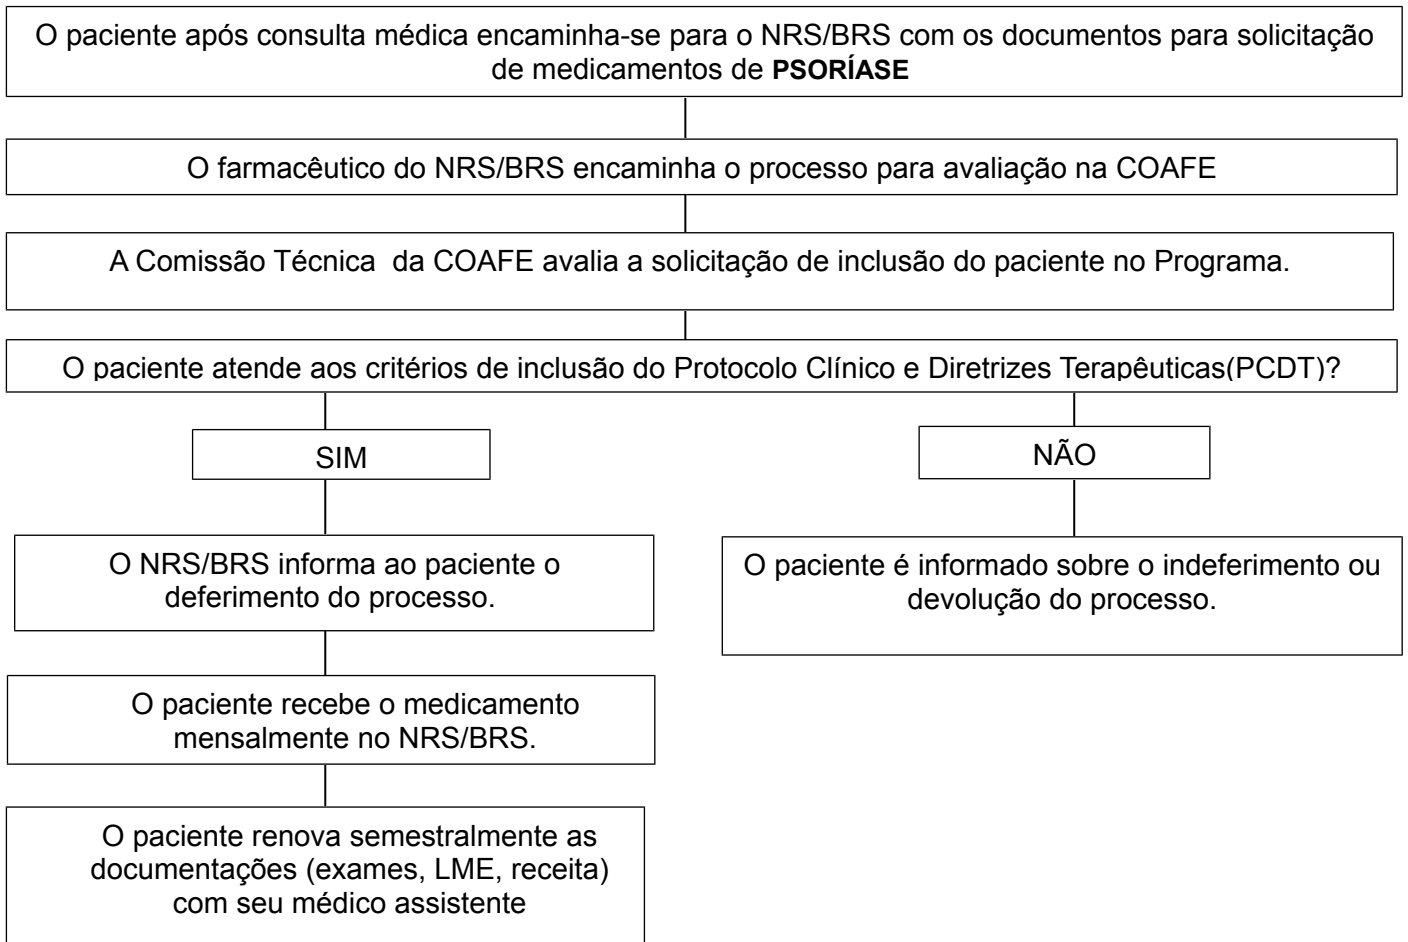 O paciente após consulta médica encaminha-se para o NRS/BRS com os documentos para solicitação
de medicamentos de PSORÍASE
O farmacêutico do NRS/BRS encaminha o processo para avaliação na COAFE
A Comissão Técnica da COAFE avalia a solicitação de inclusão do paciente no Programa.
O paciente atende aos critérios de inclusão do Protocolo Clínico e Diretrizes Terapêuticas(PCDT)?
SIM
NÃO
O NRS/BRS informa ao paciente o
deferimento do processo.
O paciente é informado sobre o indeferimento ou
devolução do processo.
O paciente recebe o medicamento
mensalmente no NRS/BRS.
O paciente renova semestralmente as
documentações (exames, LME, receita)
com seu médico assistente